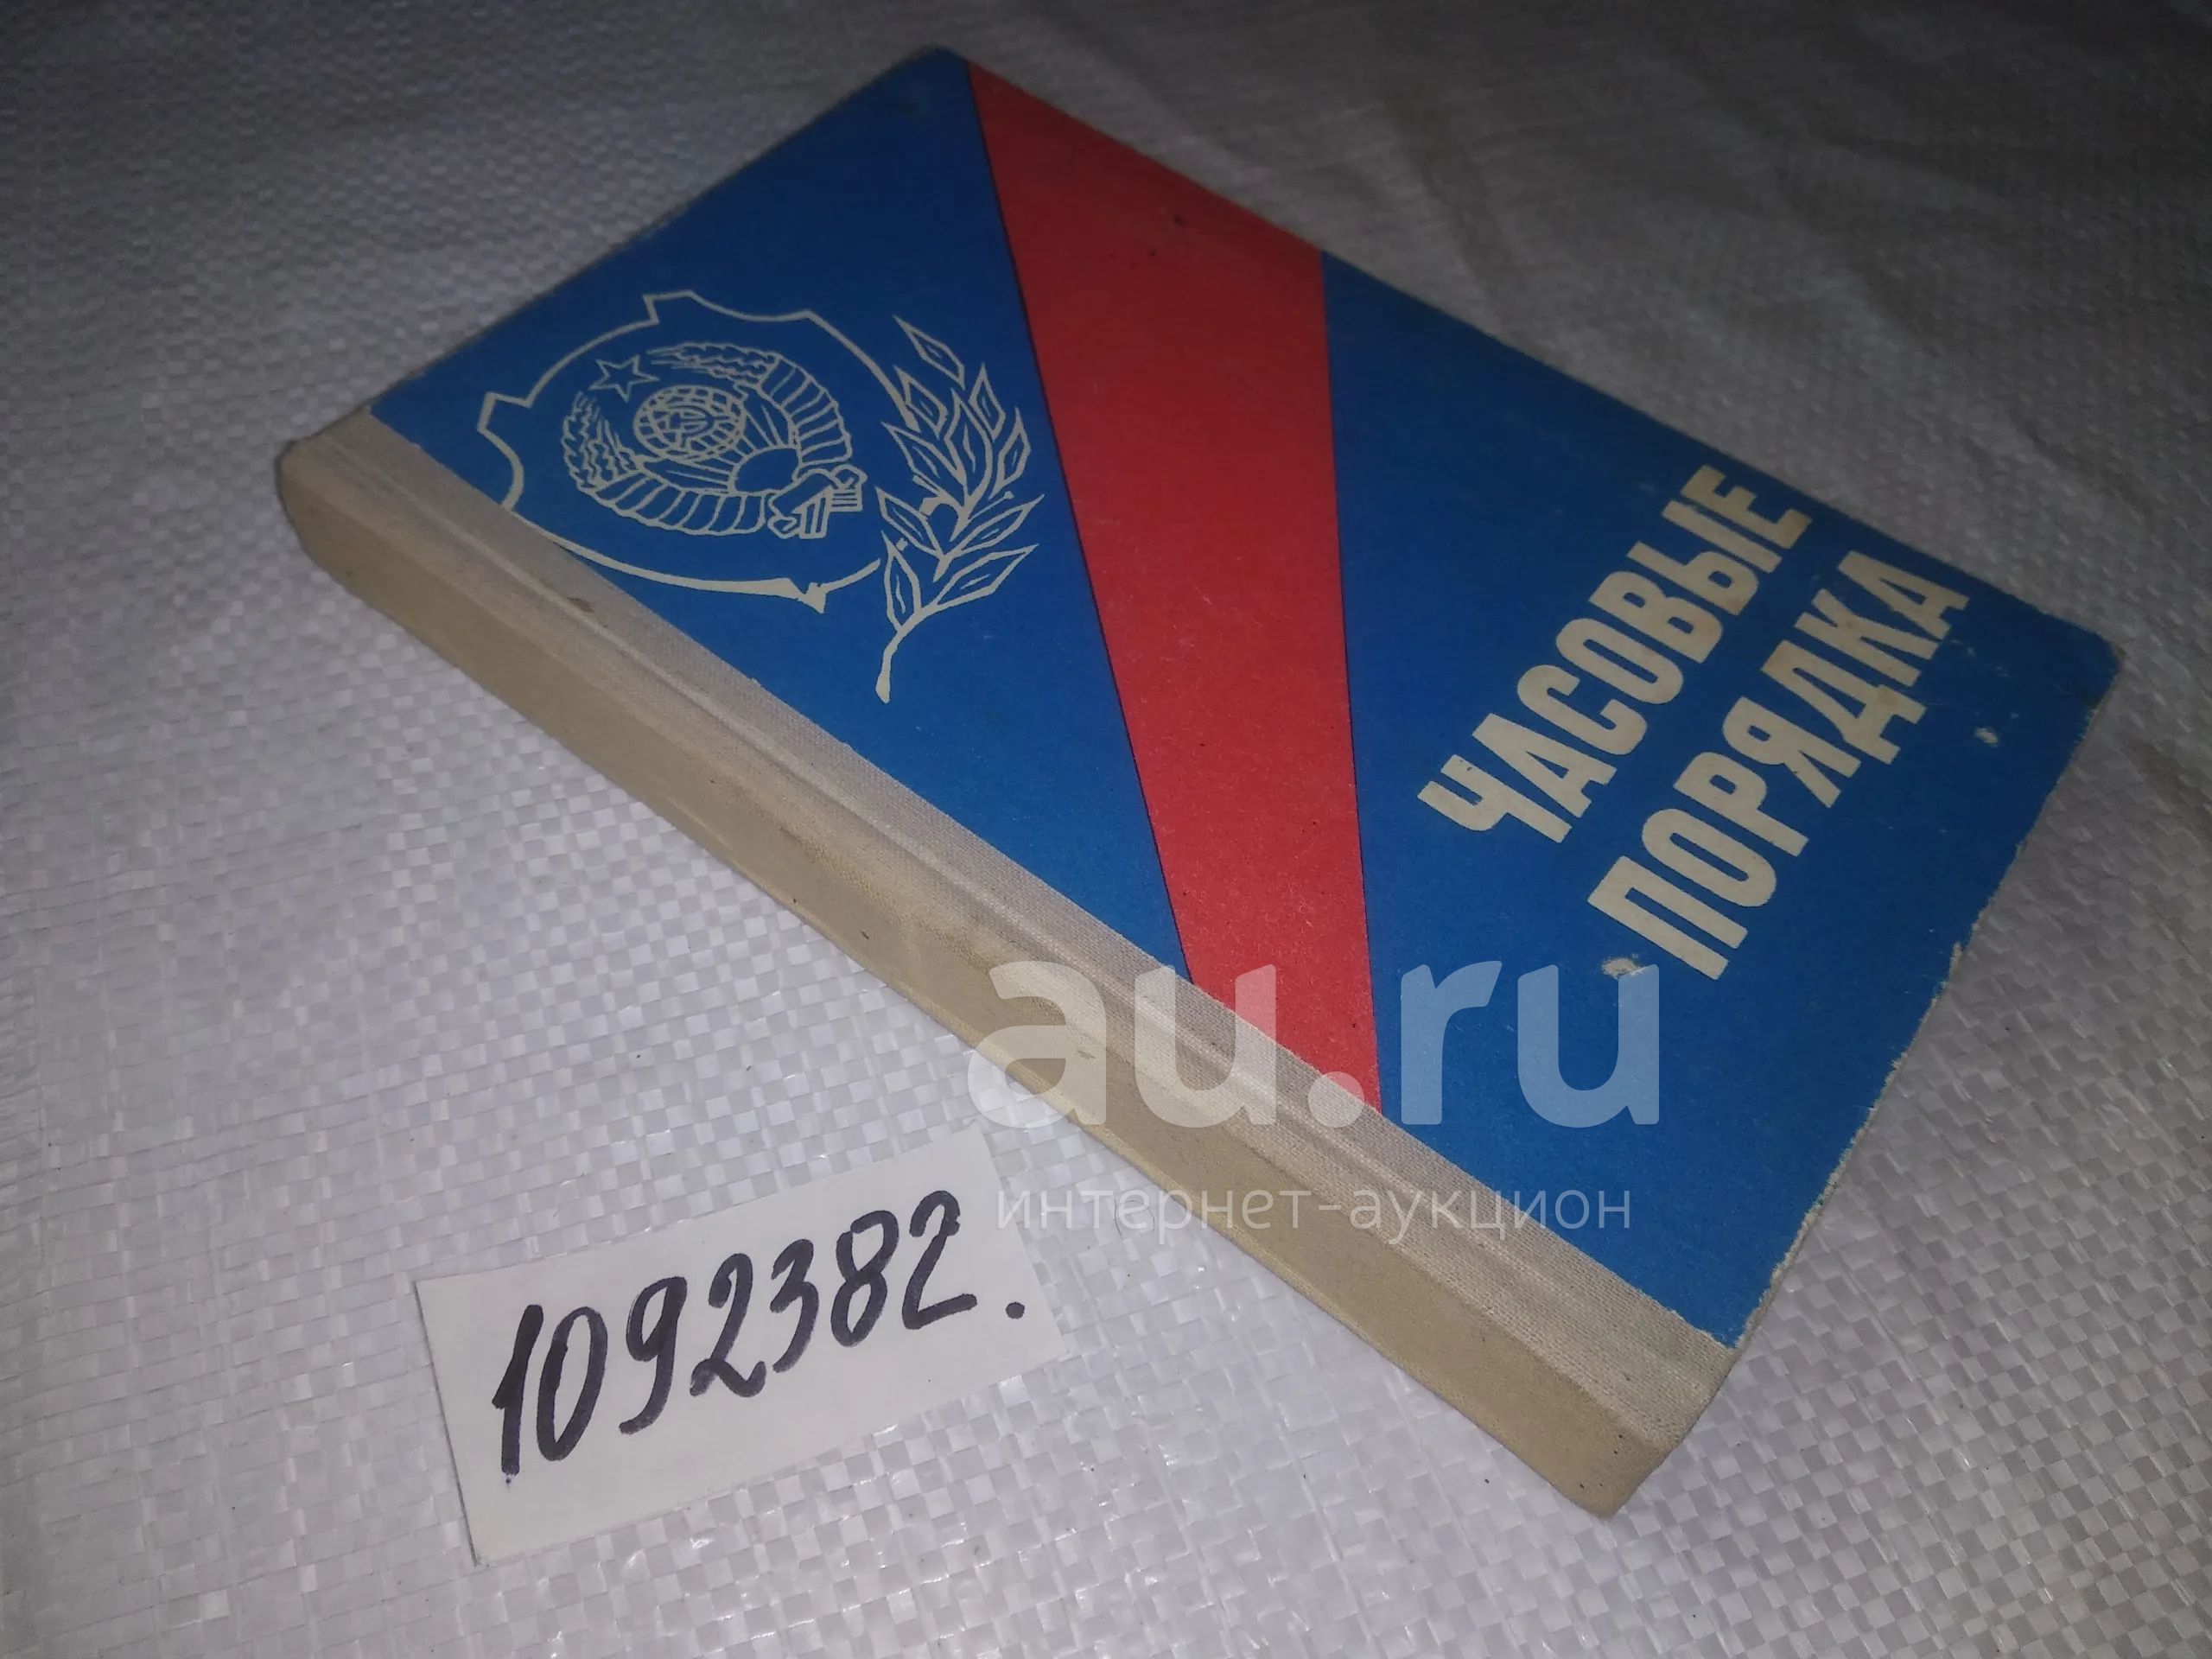 ЧАСОВЫЕ
ПОРЯДКА
au.ru
интернет-аукцион
1092382.